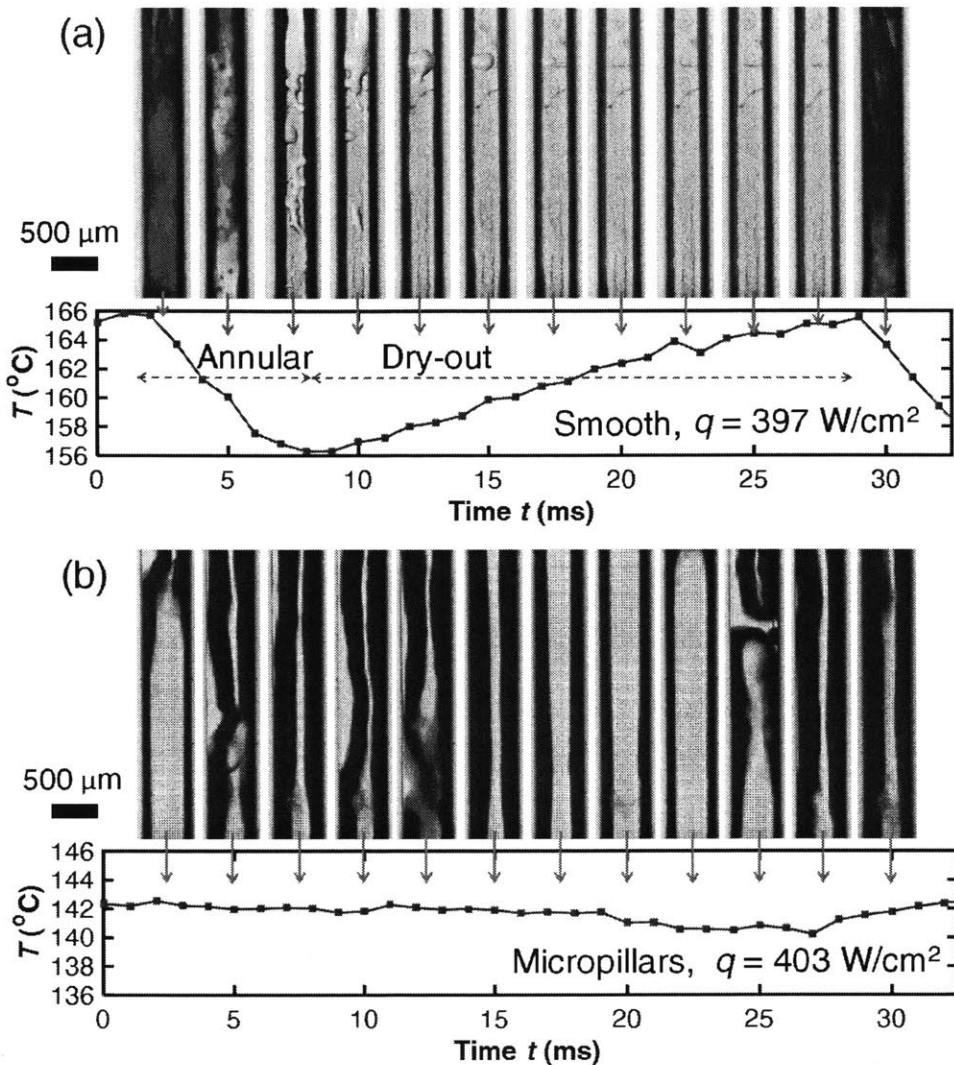 (a)
500 μm
166
164
162
160
158
156
T (°C)
Annular
Dry-out
Smooth, q = 397 W/cm²
0 5 10 15 20 25 30
Time t (ms)
(b)
500 μm
146
144
142
140
138
136
T (°C)
Micropillars, q = 403 W/cm²
0 5 10 15 20 25 30
Time t (ms)